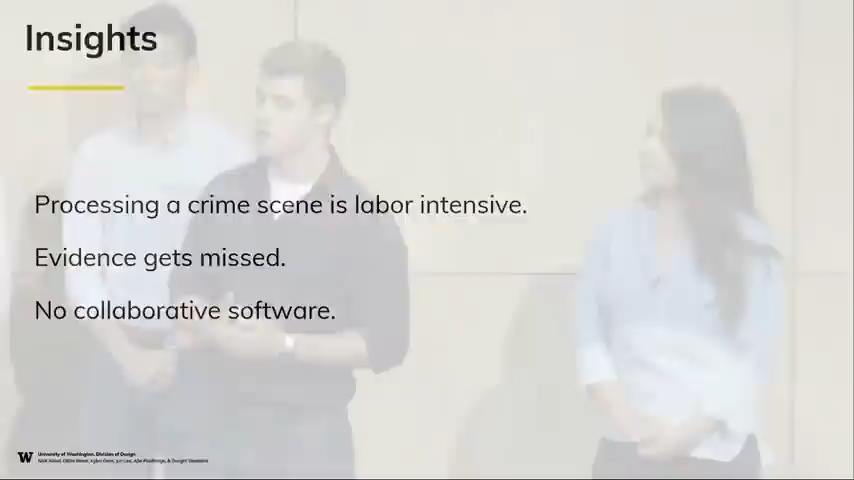 Insights
Processing a crime scene is labor intensive.
Evidence gets missed.
No collaborative software.
W
University of Washington, Division of Design